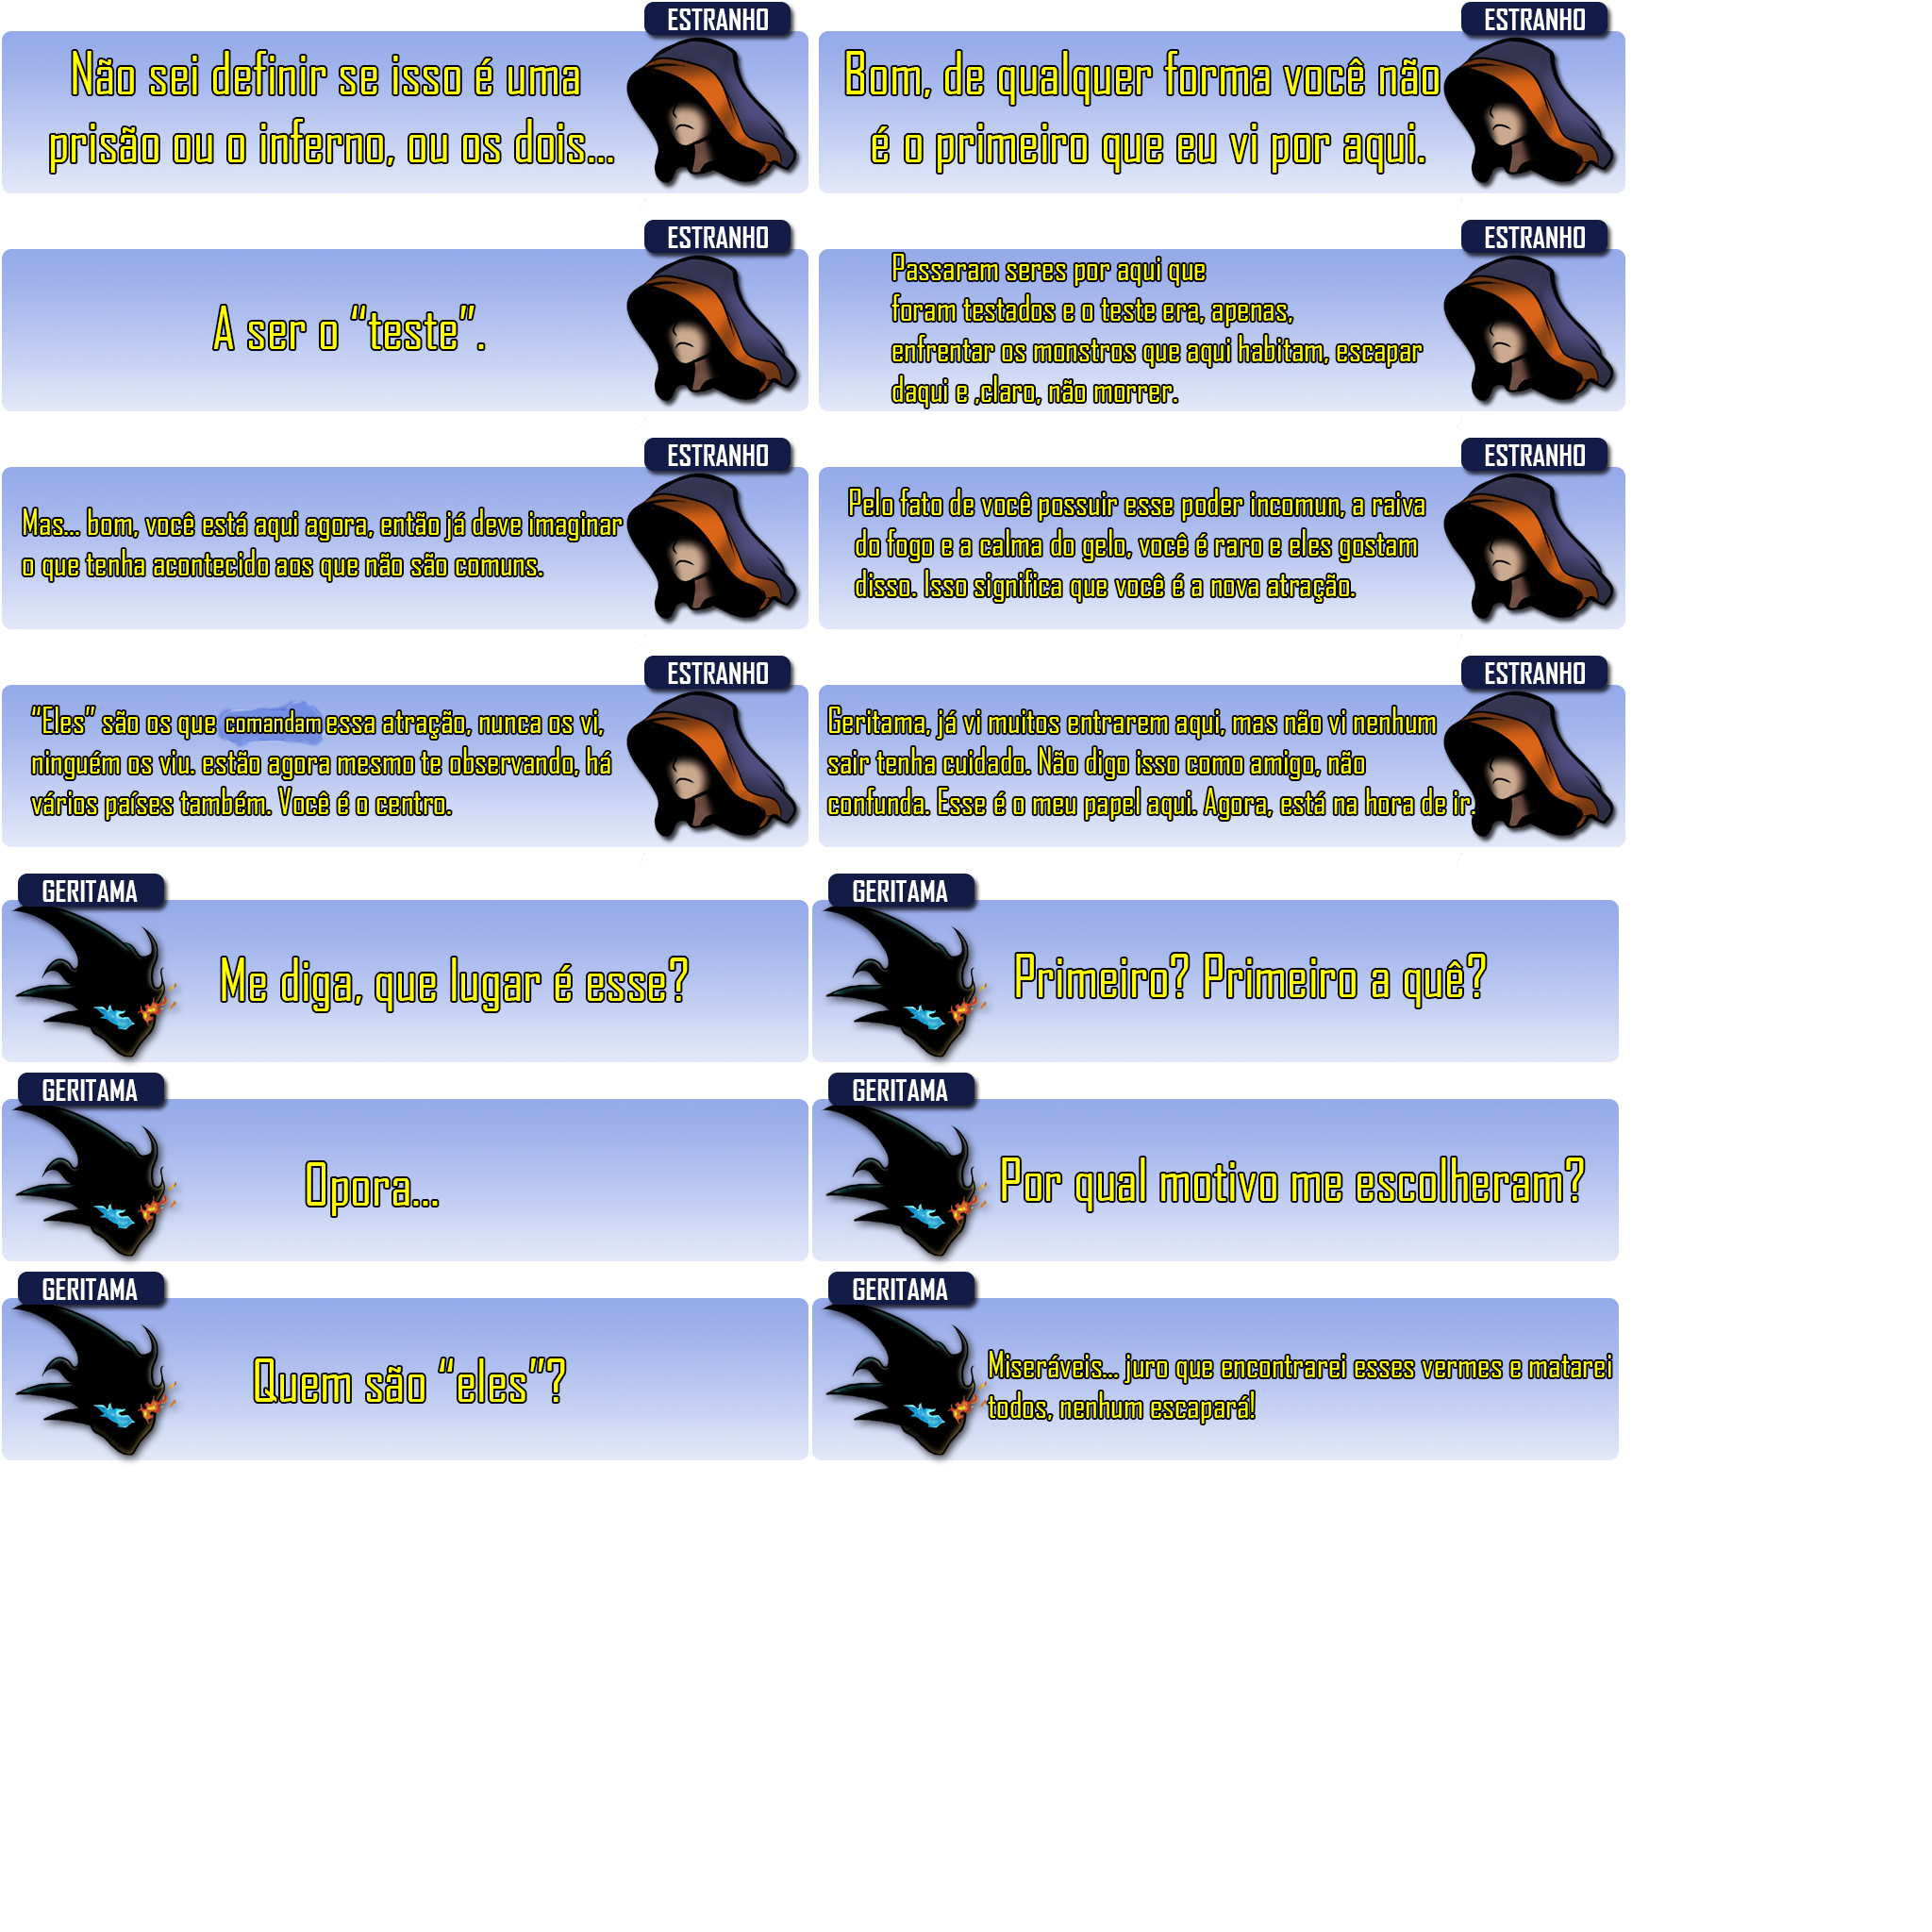 ESTRANHO
Não sei definir se isso é uma
prisão ou o inferno, ou os dois...
ESTRANHO
Bom, de qualquer forma você não
é o primeiro que eu vi por aqui.
ESTRANHO
A ser o “teste”.
ESTRANHO
Passaram seres por aqui que
foram testados e o teste era, apenas,
enfrentar os monstros que aqui habitam, escapar
daqui e ,claro, não morrer.
ESTRANHO
Mas... bom, você está aqui agora, então já deve imaginar
o que tenha acontecido aos que não são comuns.
ESTRANHO
Pelo fato de você possuir esse poder incomun, a raiva
do fogo e a calma do gelo, você é raro e eles gostam
disso. Isso significa que você é a nova atração.
ESTRANHO
“Eles” são os que comandam essa atração, nunca os vi,
ninguém os viu. estão agora mesmo te observando, há
vários países também. Você é o centro.
ESTRANHO
Geritama, já vi muitos entrarem aqui, mas não vi nenhum
sair tenha cuidado. Não digo isso como amigo, não
confunda. Esse é o meu papel aqui. Agora, está na hora de ir.
GERITAMA
Me diga, que lugar é esse?
GERITAMA
Primeiro? Primeiro a quê?
GERITAMA
Opora...
GERITAMA
Por qual motivo me escolheram?
GERITAMA
Quem são “eles”?
GERITAMA
Miseráveis... juro que encontrarei esses vermes e matarei
todos, nenhum escapará!